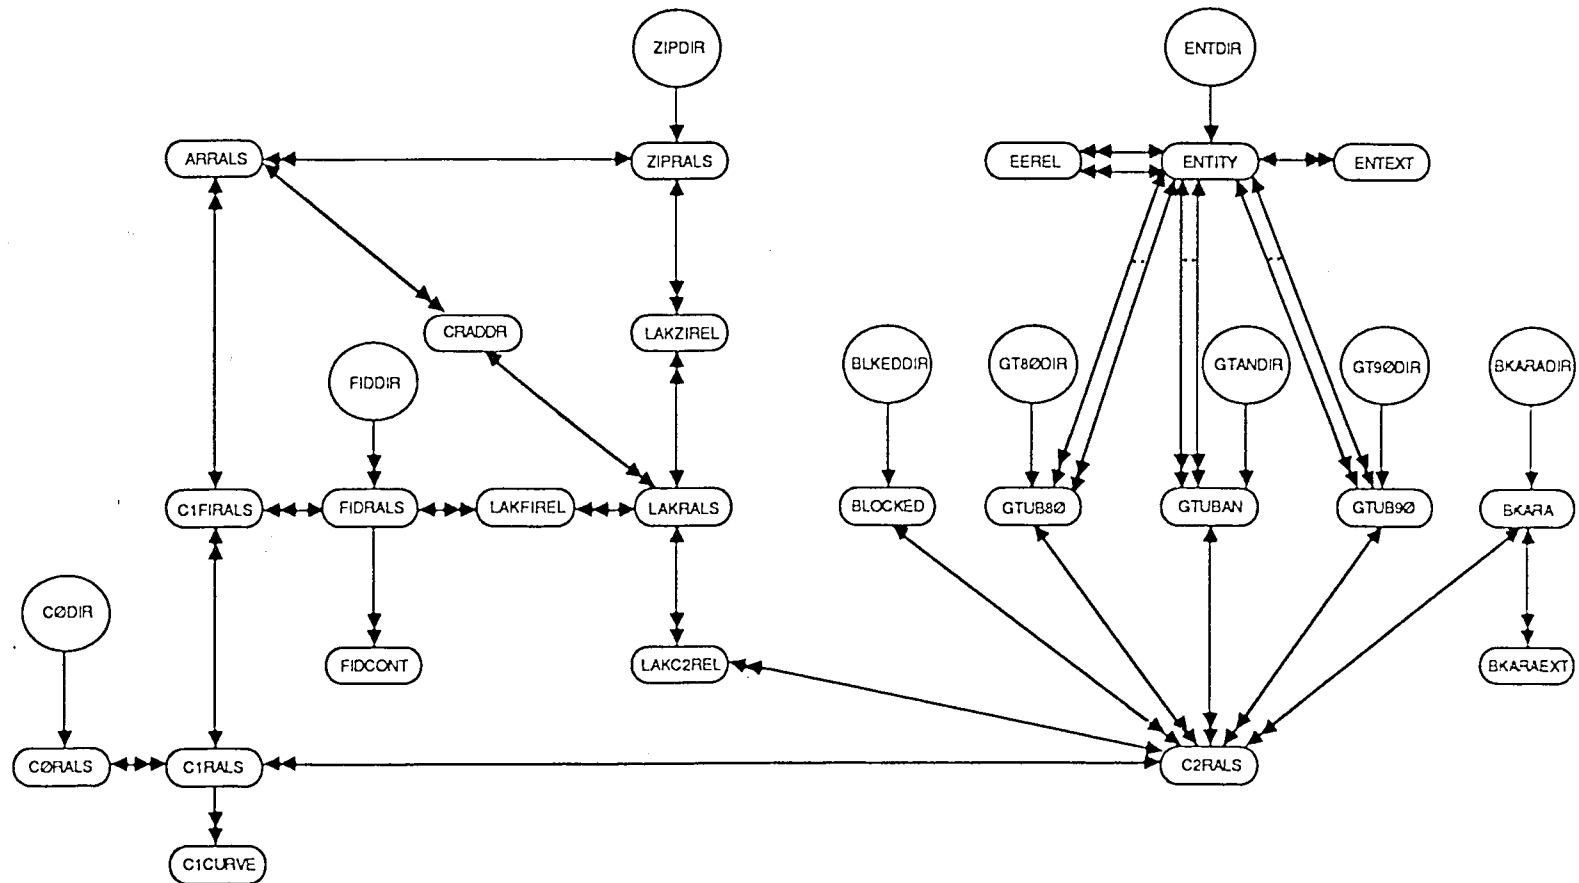 ZIPDIR
ENTDIR
ARRALS
ZIPRALS
EEREL
ENTITY
ENTEXT
CRADDR
LAKZIREL
FIDDIR
BLKEDDIR
GT8ØDIR
GTANDIR
GT9ØDIR
BKARADIR
C1FIRALS
FIDRALS
LAKFIREL
LAKRALS
BLOCKED
GTUB8Ø
GTUBAN
GTUB9Ø
BKARA
CØDIR
FIDCONT
LAKC2REL
BKARAEXT
CØRALS
C1RALS
C2RALS
C1CURVE